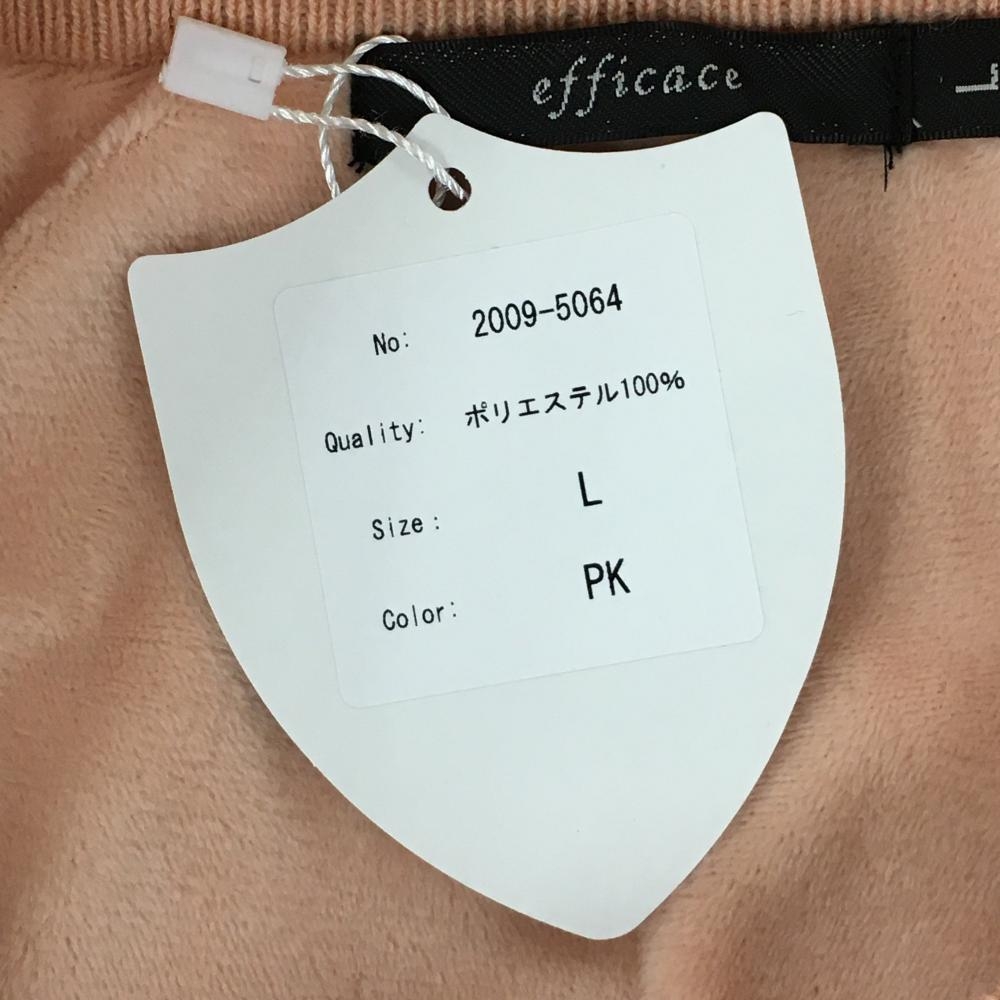 efficace
L
No: 2009-5064
Quality: ポリエステル100%
Size: L
Color: PK